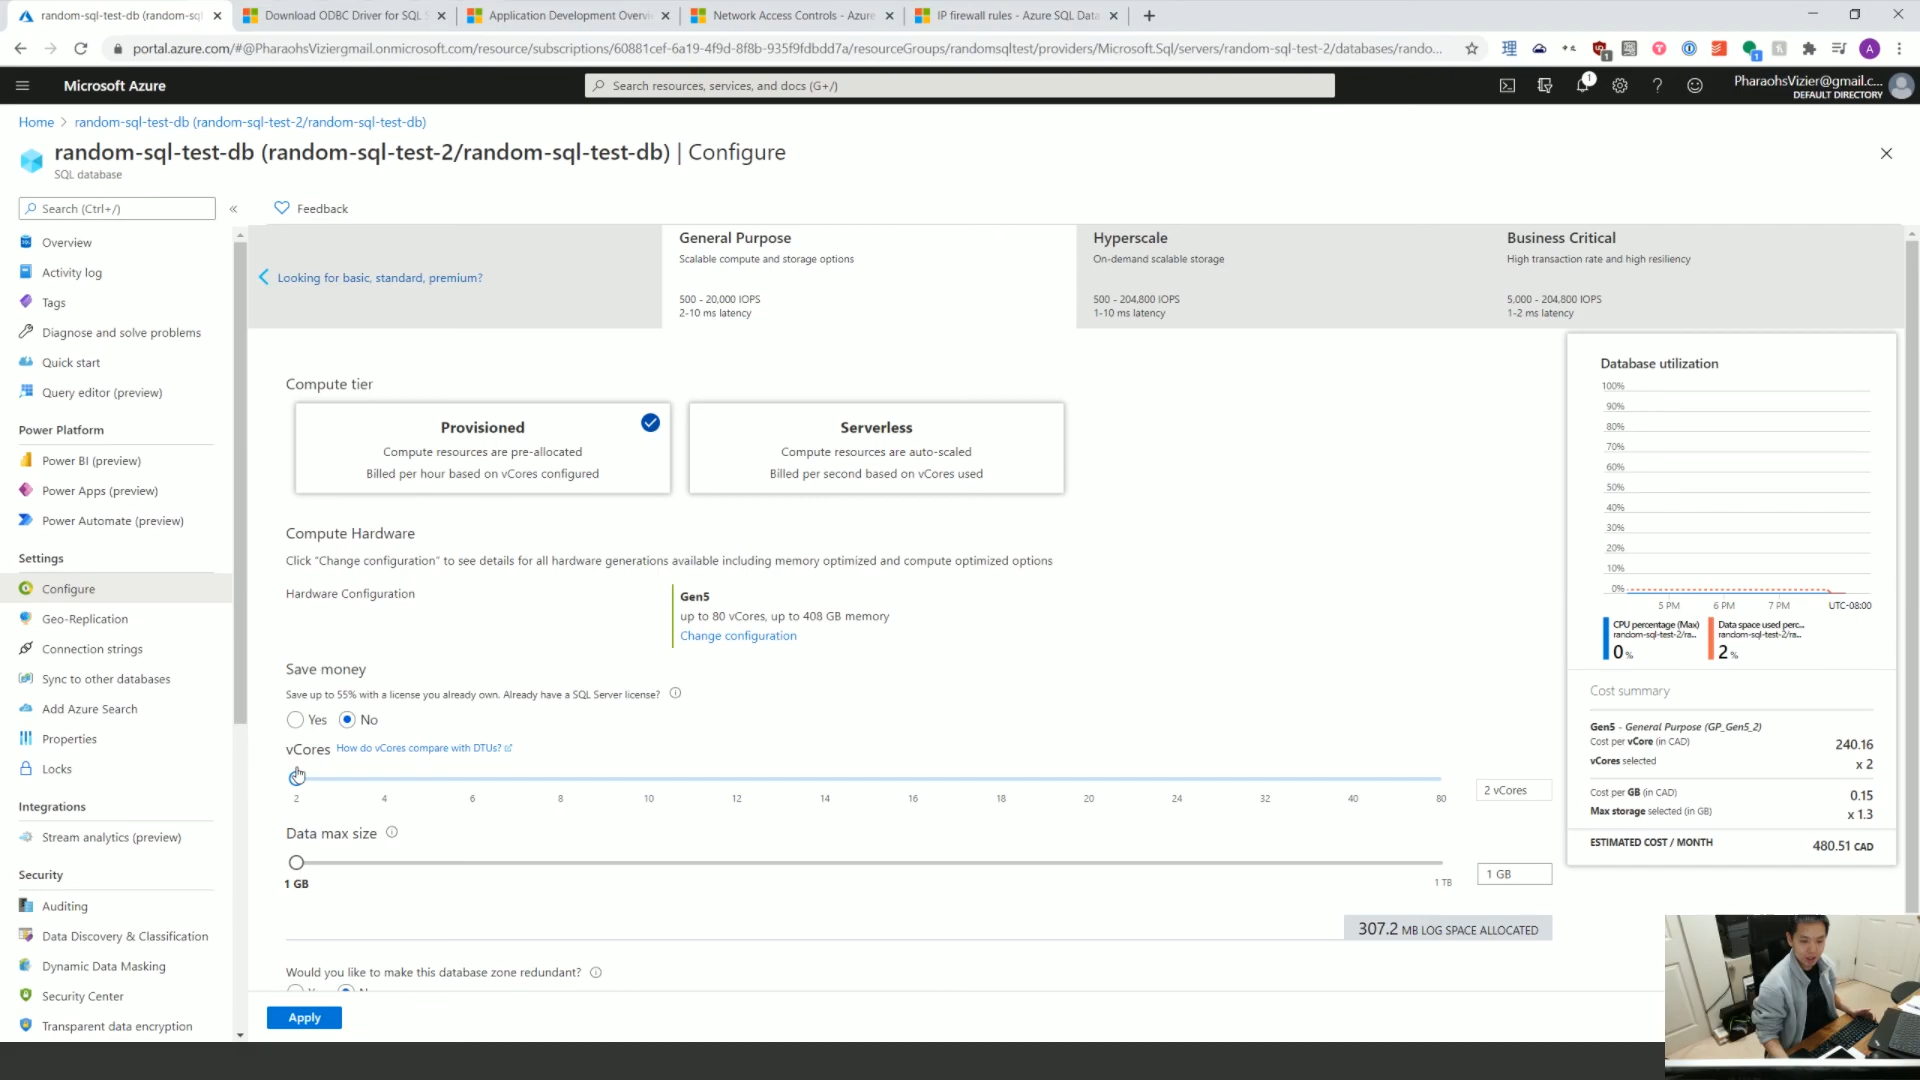 random-sql-test-db (random-sql
Download ODBC Driver for SQL S
Application Development Overvi
Network Access Controls - Azure
IP firewall rules - Azure SQL Data
portal.azure.com/#@PharaohsViziergmail.onmicrosoft.com/resource/subscriptions/60881cef-6a19-4f9d-8f8b-935f9fdbdd7a/resourceGroups/randomsqltest/providers/Microsoft.Sql/servers/random-sql-test-2/databases/rando...
Microsoft Azure
Search resources, services, and docs (G+/)
1
PharaohsVizier@gmail.c...
DEFAULT DIRECTORY
Home > random-sql-test-db (random-sql-test-2/random-sql-test-db)
random-sql-test-db (random-sql-test-2/random-sql-test-db) | Configure
SQL database
Search (Ctrl+/)
Overview
Activity log
Tags
Diagnose and solve problems
Quick start
Query editor (preview)
Power Platform
Power BI (preview)
Power Apps (preview)
Power Automate (preview)
Settings
Configure
Geo-Replication
Connection strings
Sync to other databases
Add Azure Search
Properties
Locks
Integrations
Stream analytics (preview)
Security
Auditing
Data Discovery & Classification
Dynamic Data Masking
Security Center
Transparent data encryption
Feedback
Looking for basic, standard, premium?
General Purpose
Scalable compute and storage options
500 - 20,000 IOPS
2-10 ms latency
Hyperscale
On-demand scalable storage
500 - 204,800 IOPS
1-10 ms latency
Business Critical
High transaction rate and high resiliency
5,000 - 204,800 IOPS
1-2 ms latency
Compute tier
Provisioned
Compute resources are pre-allocated
Billed per hour based on vCores configured
Serverless
Compute resources are auto-scaled
Billed per second based on vCores used
Compute Hardware
Click "Change configuration" to see details for all hardware generations available including memory optimized and compute optimized options
Hardware Configuration
Gen5
up to 80 vCores, up to 408 GB memory
Change configuration
Save money
Save up to 55% with a license you already own. Already have a SQL Server license?
Yes No
vCores How do vCores compare with DTUs?
2 4 6 8 10 12 14 16 18 20 24 32 40 80
2 vCores
Data max size
1 GB
1 TB
1 GB
307.2 MB LOG SPACE ALLOCATED
Would you like to make this database zone redundant?
Apply
Database utilization
100%
90%
80%
70%
60%
50%
40%
30%
20%
10%
0%
5 PM 6 PM 7 PM UTC-08:00
CPU percentage (Max)
random-sql-test-2/ra...
0 %
Data space used perc...
random-sql-test-2/ra...
2 %
Cost summary
Gen5 - General Purpose (GP_Gen5_2)
Cost per vCore (in CAD) 240.16
vCores selected x 2
Cost per GB (in CAD) 0.15
Max storage selected (in GB) x 1.3
ESTIMATED COST / MONTH 480.51 CAD